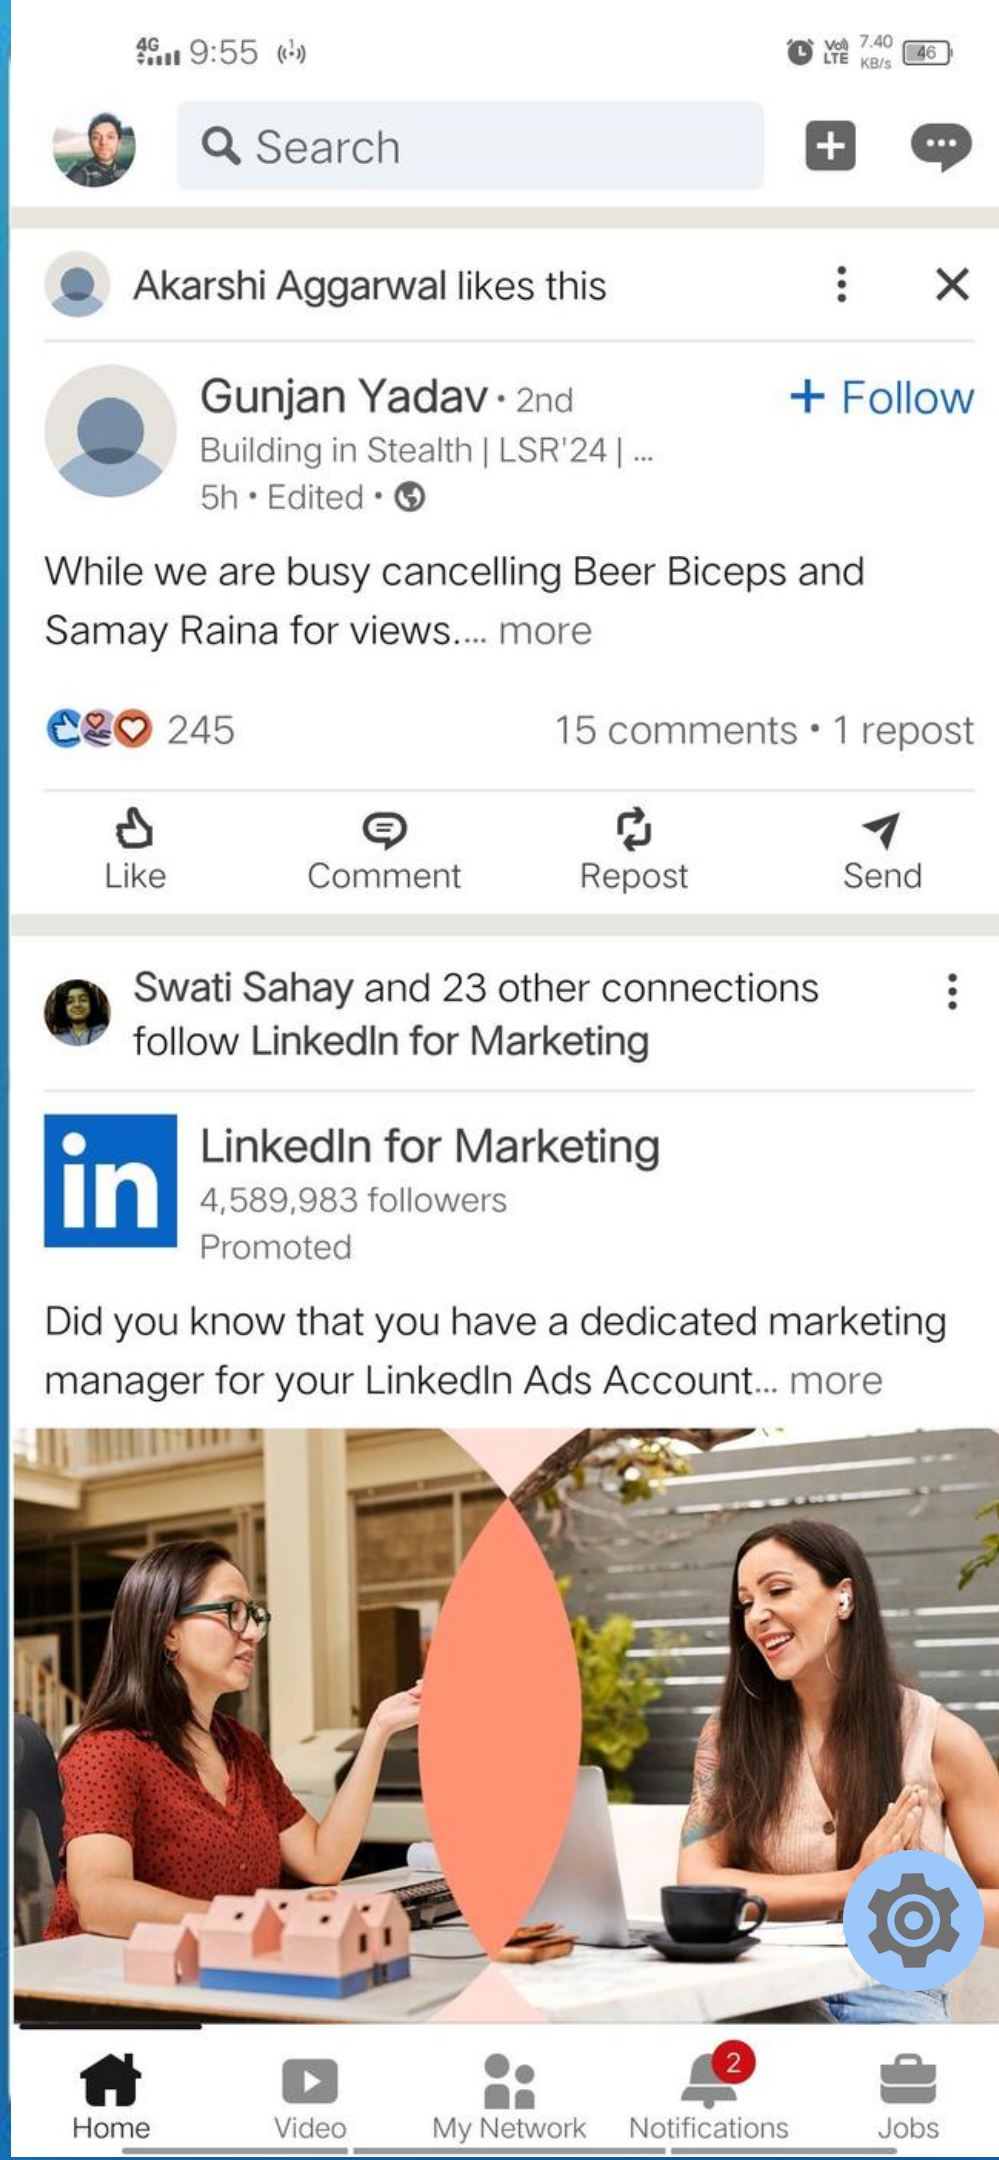 4G 9:55 Vo) LTE 7.40 KB/s 46
Search
Akarshi Aggarwal likes this
Gunjan Yadav • 2nd
+ Follow
Building in Stealth | LSR'24 | ...
5h • Edited •
While we are busy cancelling Beer Biceps and
Samay Raina for views.... more
245 15 comments • 1 repost
Like Comment Repost Send
Swati Sahay and 23 other connections
follow LinkedIn for Marketing
in
LinkedIn for Marketing
4,589,983 followers
Promoted
Did you know that you have a dedicated marketing
manager for your LinkedIn Ads Account... more
2
Home Video My Network Notifications Jobs